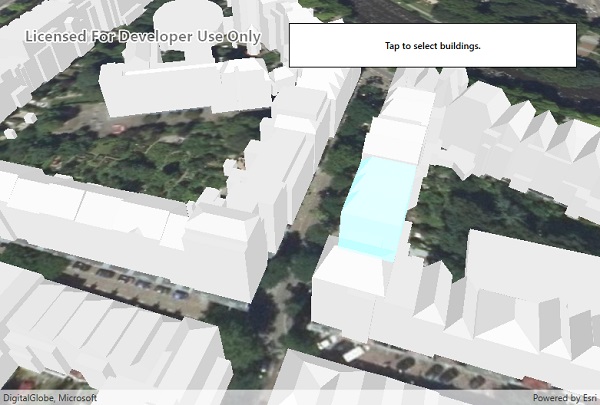 Licensed For Developer Use Only
Tap to select buildings.
DigitalGlobe, Microsoft
Powered by Esri